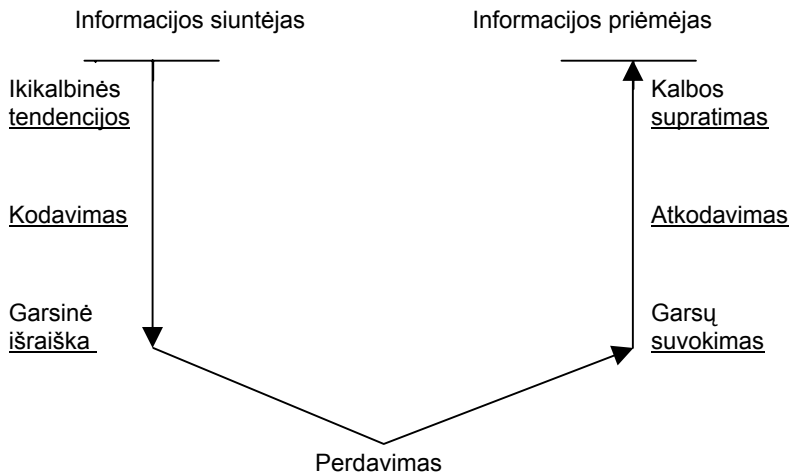 Informacijos siuntėjas
Informacijos priėmėjas
Ikikalbinės
tendencijos
Kalbos
supratimas
Kodavimas
Atkodavimas
Garsinė
išraiška
Garsų
suvokimas
Perdavimas